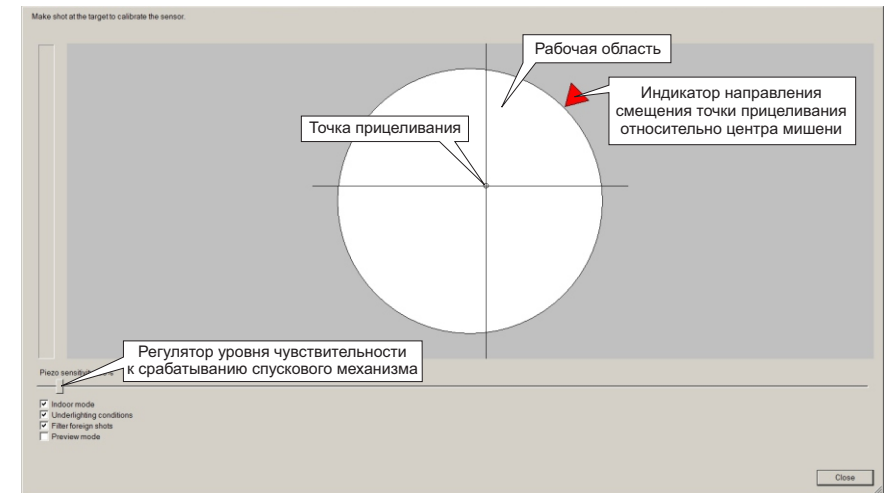 Make shot at the target to calibrate the sensor.
Рабочая область
Индикатор направления
смещения точки прицеливания
относительно центра мишени
Точка прицеливания
Регулятор уровня чувствительности
к срабатыванию спускового механизма
Piezo
Indoor mode
Underlighting conditions
Filter foreign shots
Preview mode
Close